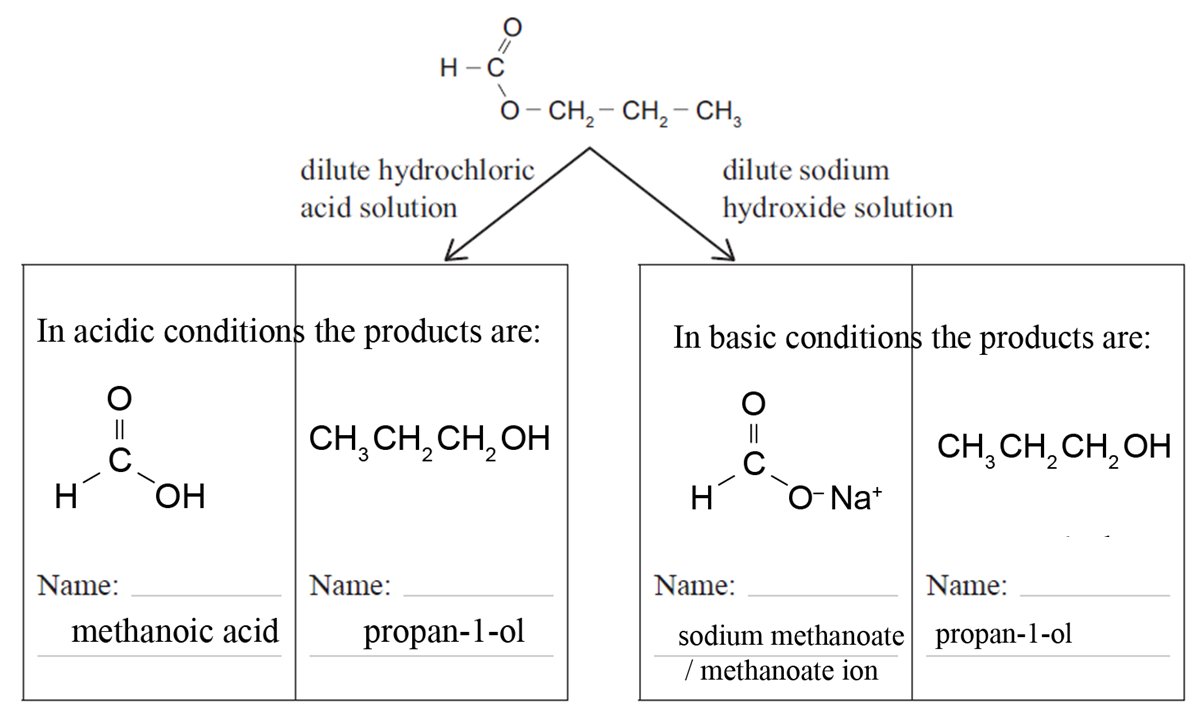 O
H – C
O – CH₂ – CH₂ – CH₃
dilute hydrochloric
acid solution
dilute sodium
hydroxide solution
In acidic conditions the products are:
O
C
H OH
CH₃CH₂CH₂OH
Name:
methanoic acid
Name:
propan-1-ol
In basic conditions the products are:
O
C
H O⁻ Na⁺
CH₃CH₂CH₂OH
Name:
sodium methanoate
/ methanoate ion
Name:
propan-1-ol